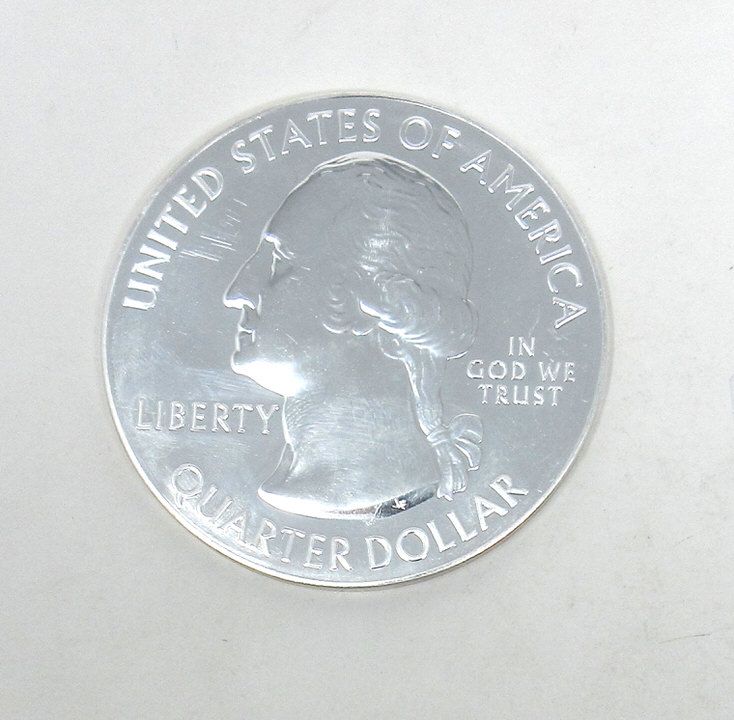 UNITED STATES OF AMERICA
LIBERTY
IN
GOD WE
TRUST
QUARTER DOLLAR